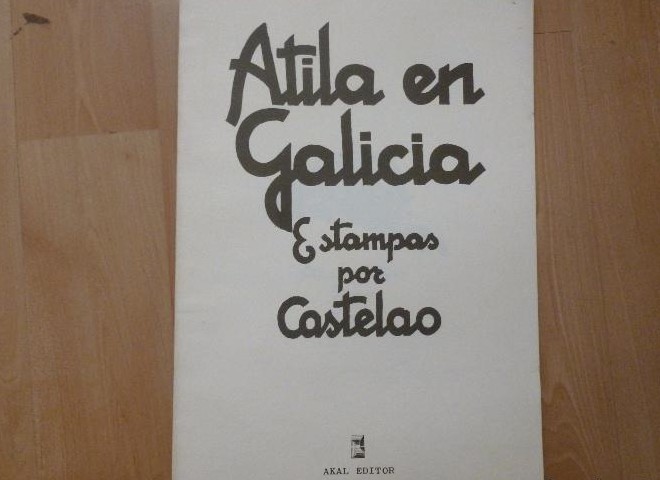 Atila en
Galicia
Estampas
por
Castelao
AKAL EDITOR